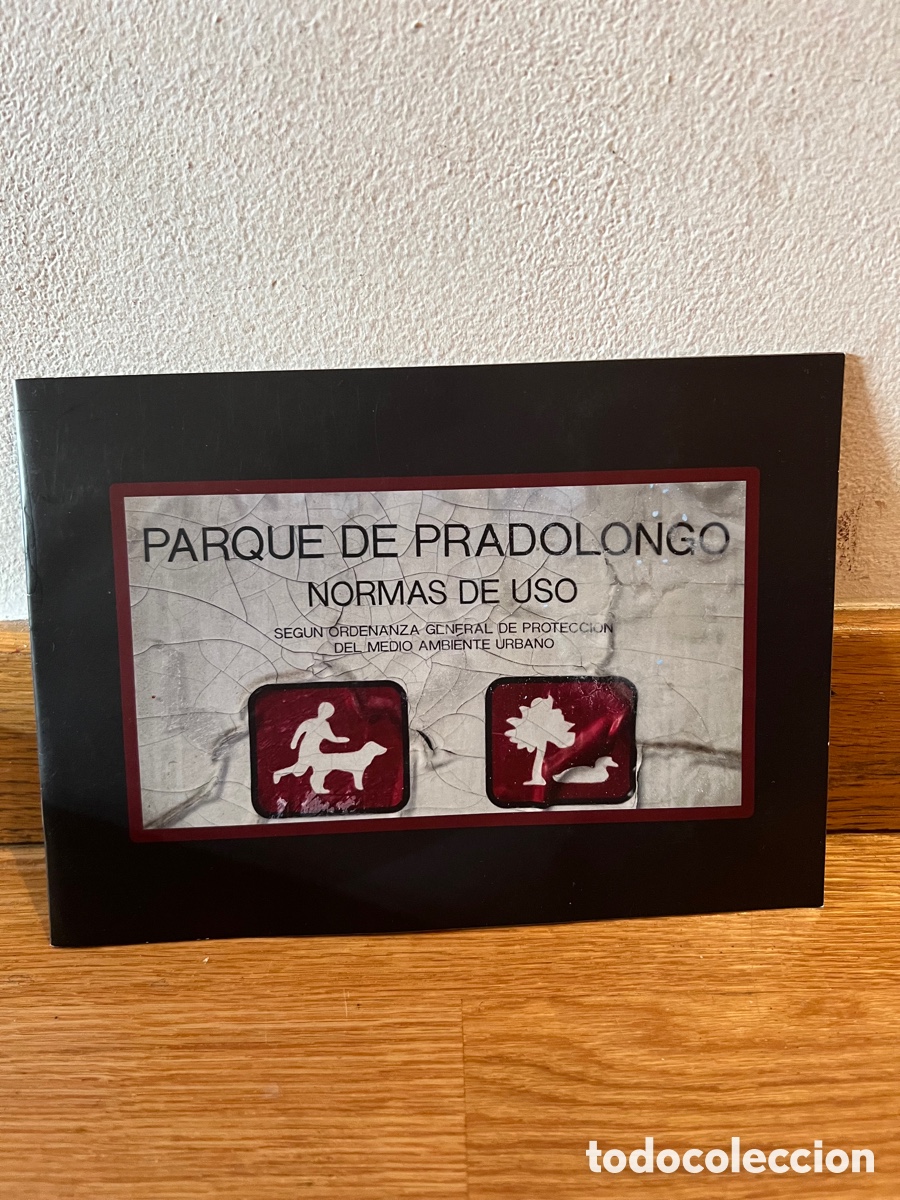 PARQUE DE PRADOLONGO
NORMAS DE USO
SEGUN ORDENANZA GENERAL DE PROTECCION
DEL MEDIO AMBIENTE URBANO
todocoleccion